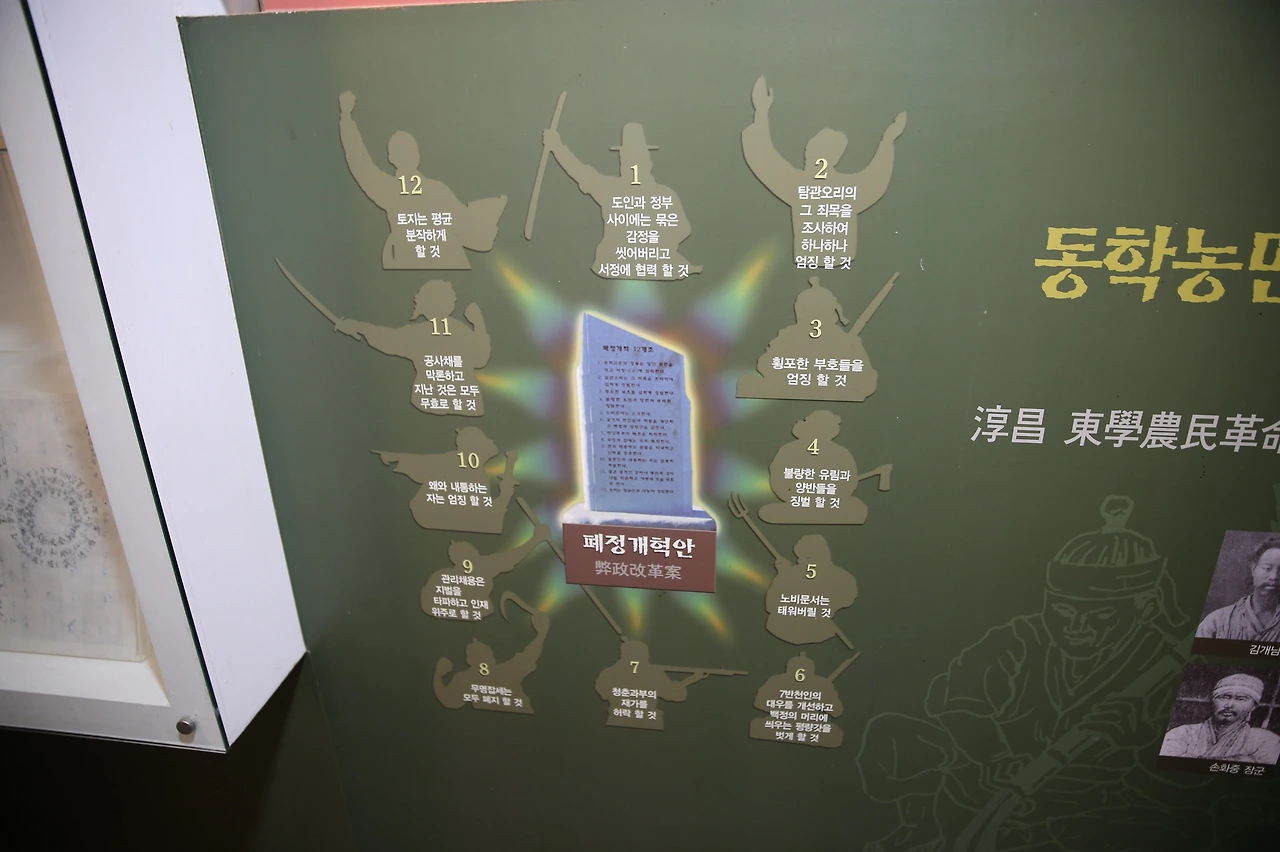 1
도인과 정부
사이에는 묶은
감정을
씻어버리고
서정에 협력 할 것
2
탐관오리의
그 죄목을
조사하여
하나하나
엄징 할 것
3
횡포한 부호들을
엄징 할 것
4
불량한 유림과
양반들을
징벌 할 것
5
노비문서는
태워버릴 것
6
7반천인의
대우를 개선하고
백정의 머리에
씌우는 평량갓을
벗게 할 것
7
청춘과부의
재가를
허락 할 것
8
무명잡세는
모두 폐지 할 것
9
관리채용은
지벌을
타파하고 인재
위주로 할 것
10
왜와 내통하는
자는 엄징 할 것
11
공사채를
막론하고
지난 것은 모두
무효로 할 것
12
토지는 평균
분작하게
할 것
폐정개혁 12개조
폐정개혁안
弊政改革案
동학농민
淳昌 東學農民革命
김개남
손화중 장군